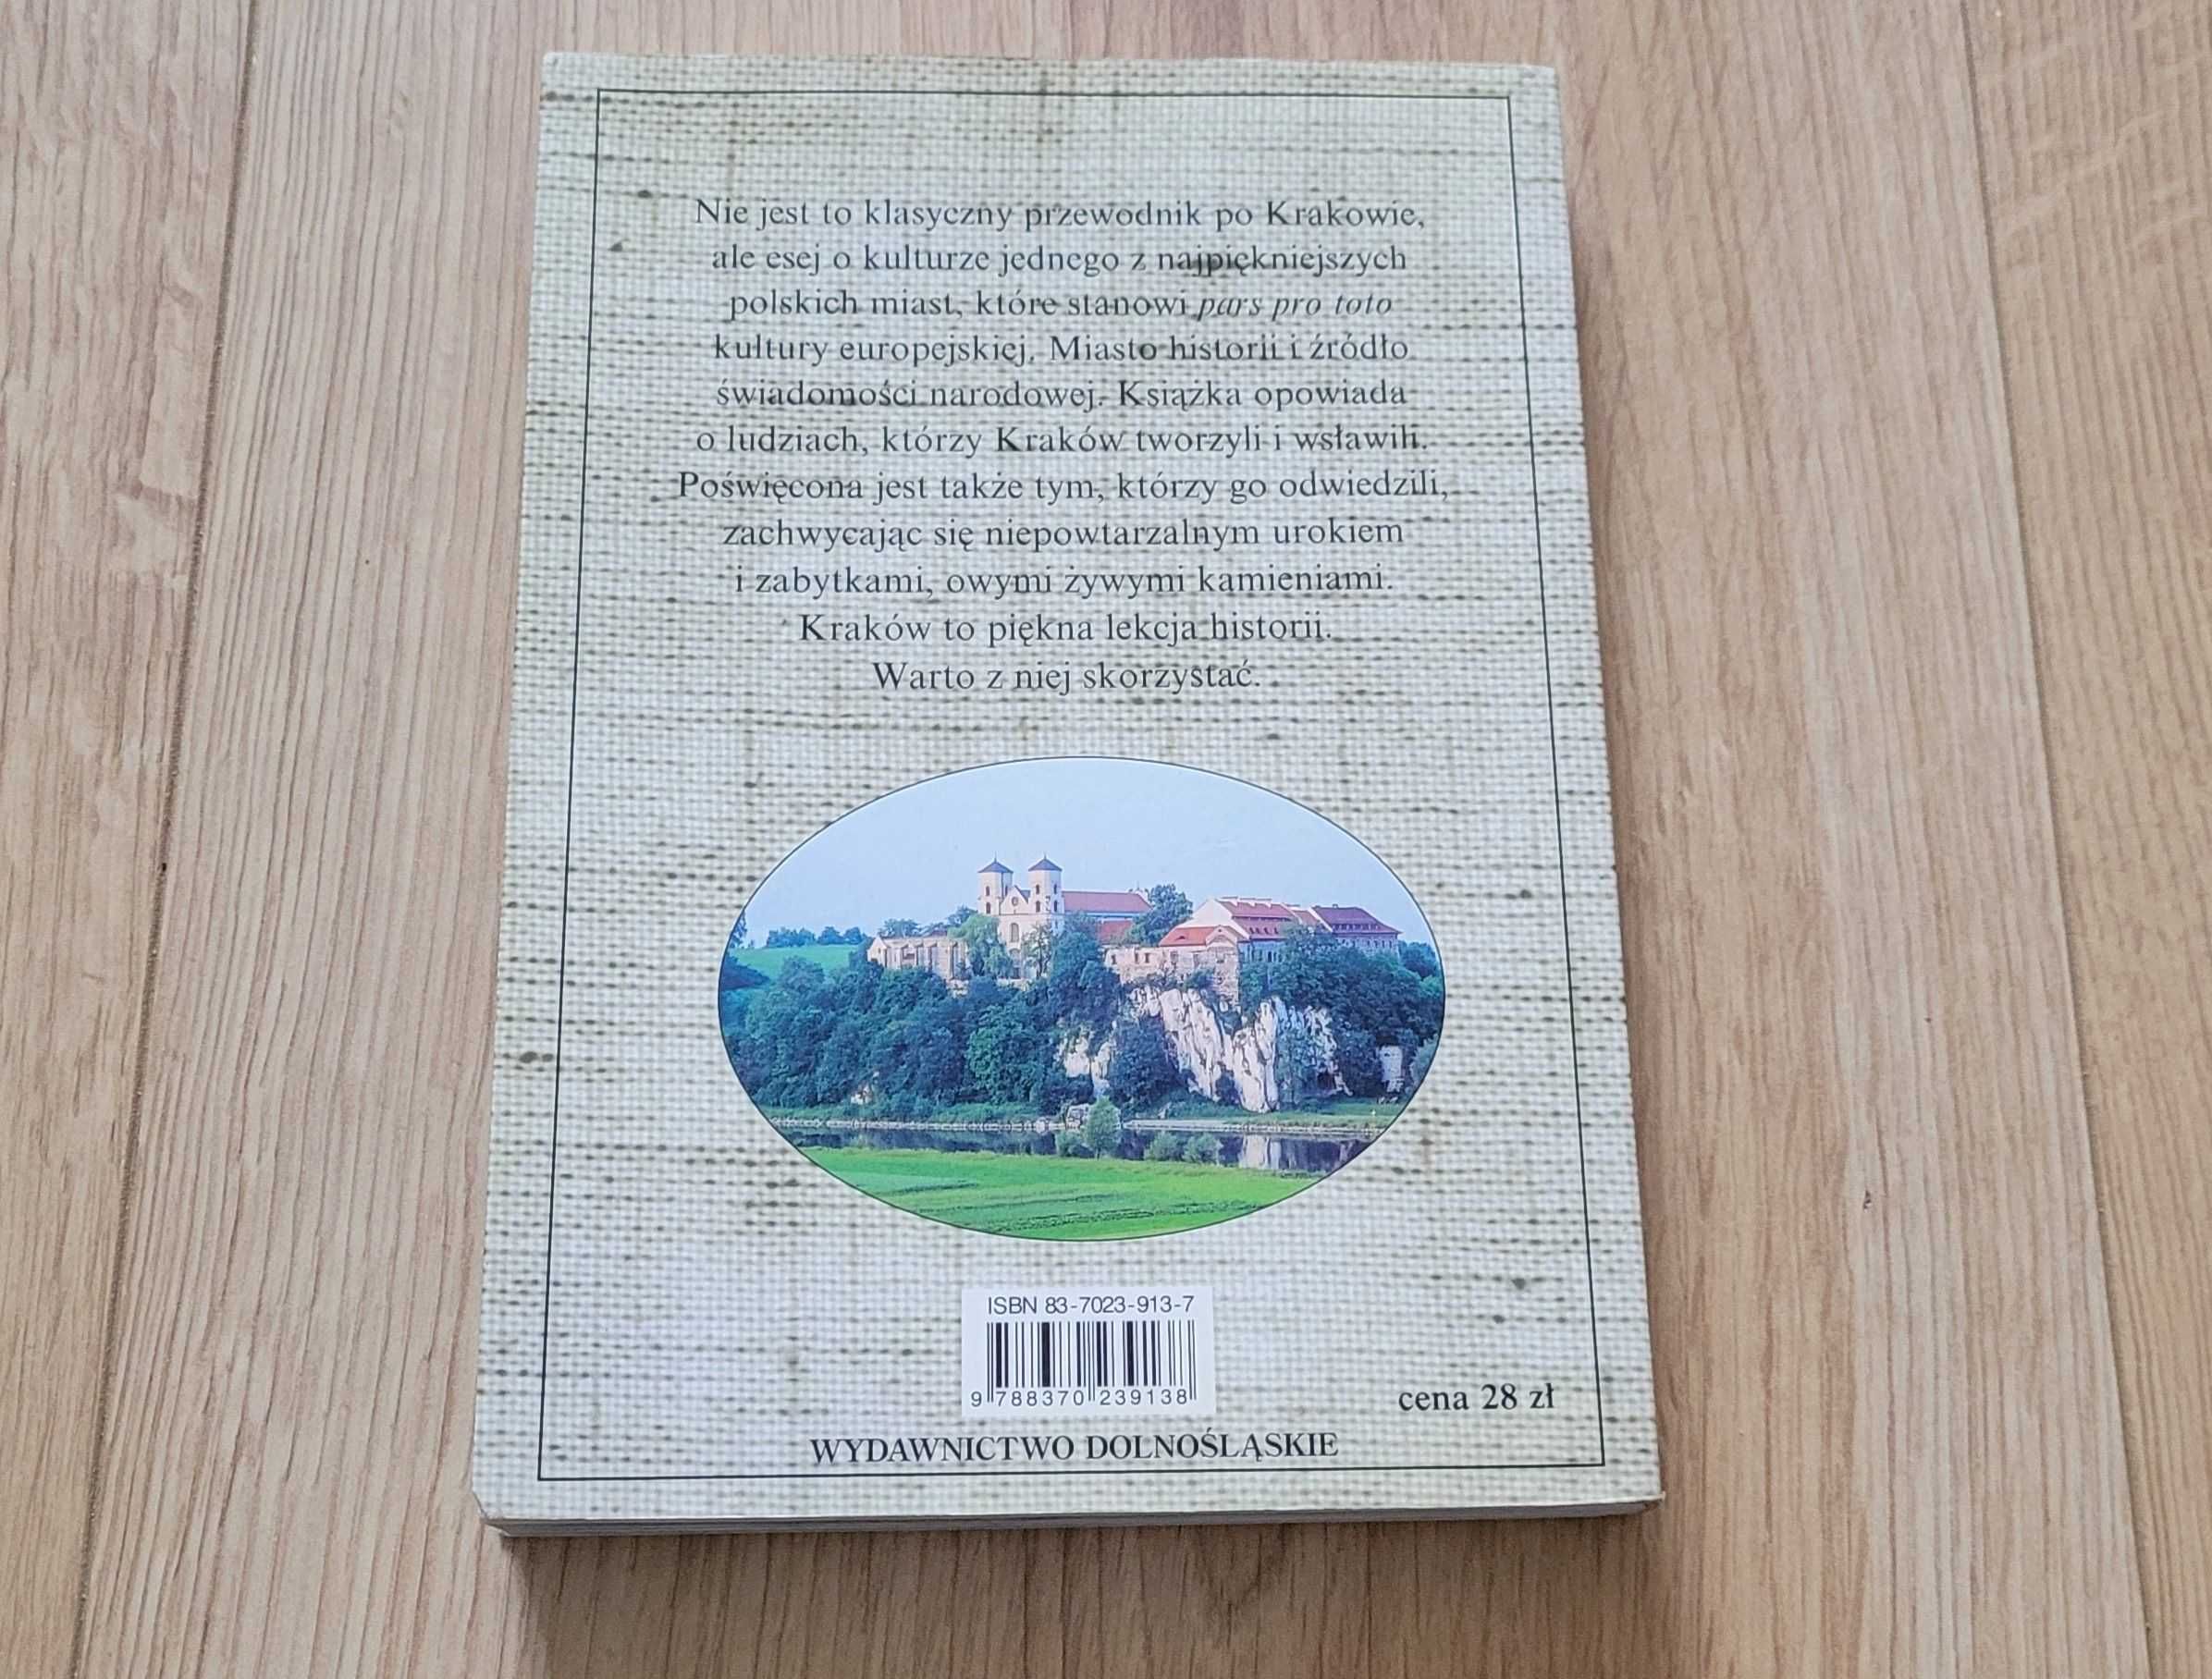 Nie jest to klasyczny przewodnik po Krakowie,
ale esej o kulturze jednego z najpiękniejszych
polskich miast, które stanowi pars pro toto
kultury europejskiej. Miasto historii i źródło
świadomości narodowej. Książka opowiada
o ludziach, którzy Kraków tworzyli i wsławili.
Poświęcona jest także tym, którzy go odwiedzili,
zachwycając się niepowtarzalnym urokiem
i zabytkami, owymi żywymi kamieniami.
Kraków to piękna lekcja historii.
Warto z niej skorzystać.
ISBN 83-7023-913-7
9 788370 239138
cena 28 zł
WYDAWNICTWO DOLNOŚLĄSKIE